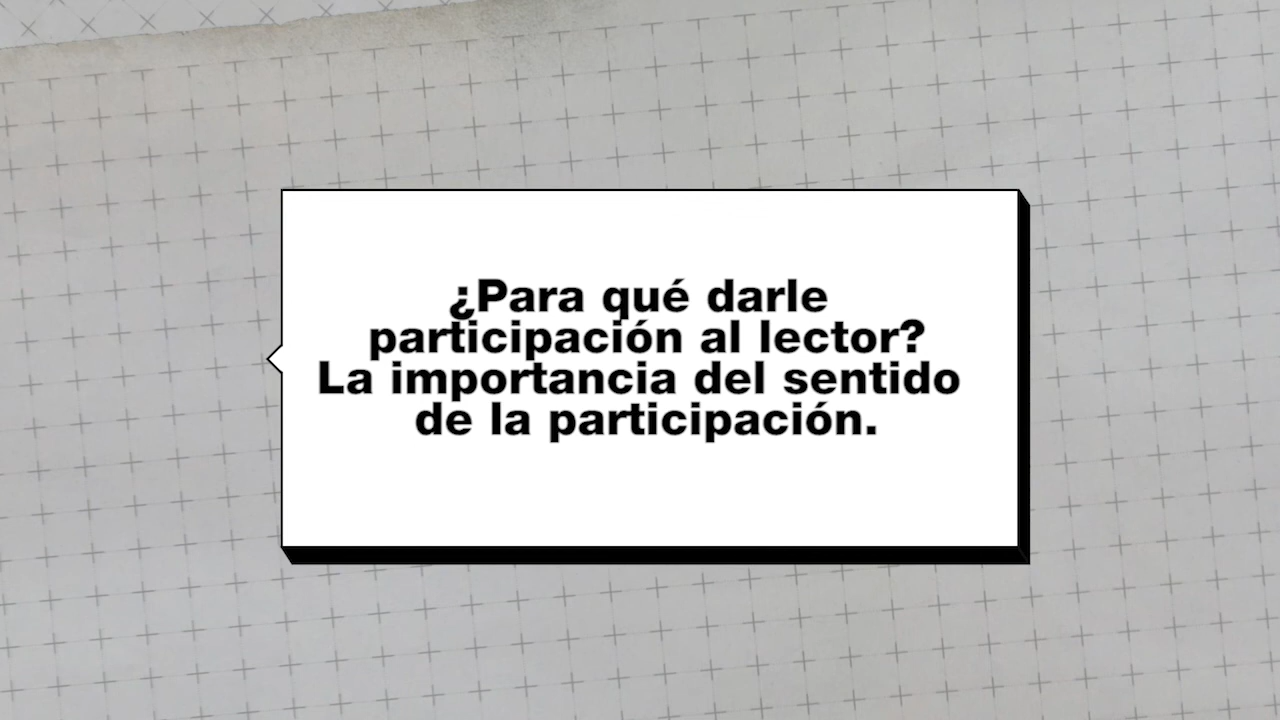 ¿Para qué darle
participación al lector?
La importancia del sentido
de la participación.